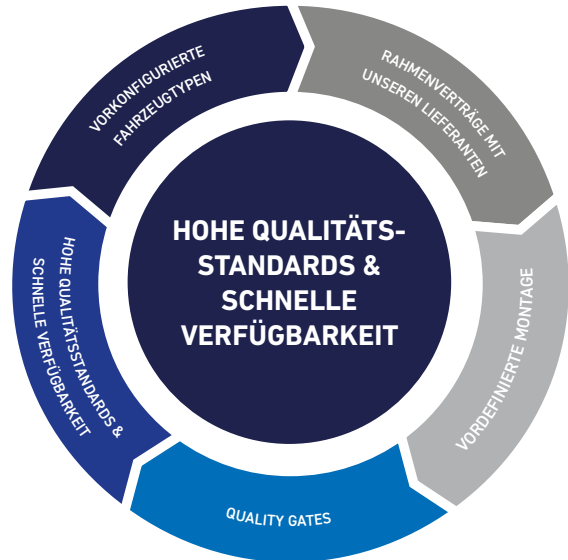 VORKONFIGURIERTE
FAHRZEUGTYPEN
RAHMENVERTRÄGE MIT
UNSEREN LIEFERANTEN
VORDEFINIERTE MONTAGE
QUALITY GATES
HOHE QUALITÄTSSTANDARDS &
SCHNELLE VERFÜGBARKEIT
HOHE QUALITÄTS-
STANDARDS &
SCHNELLE
VERFÜGBARKEIT